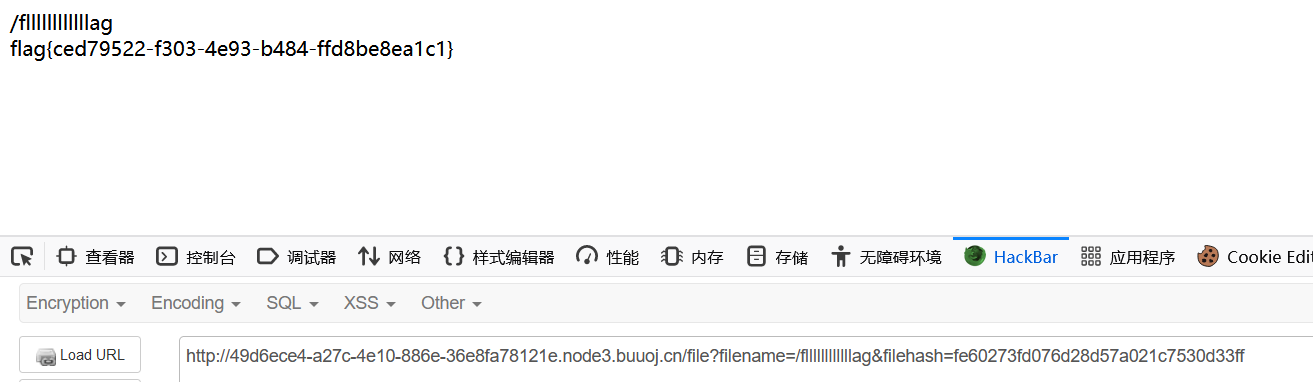 /fllllllllllllag
flag{ced79522-f303-4e93-b484-ffd8be8ea1c1}
查看器 控制台 调试器 网络 样式编辑器 性能 内存 存储 无障碍环境 HackBar 应用程序 Cookie Edit
Encryption Encoding SQL XSS Other
Load URL http://49d6ece4-a27c-4e10-886e-36e8fa78121e.node3.buuoj.cn/file?filename=/fllllllllllllag&filehash=fe60273fd076d28d57a021c7530d33ff